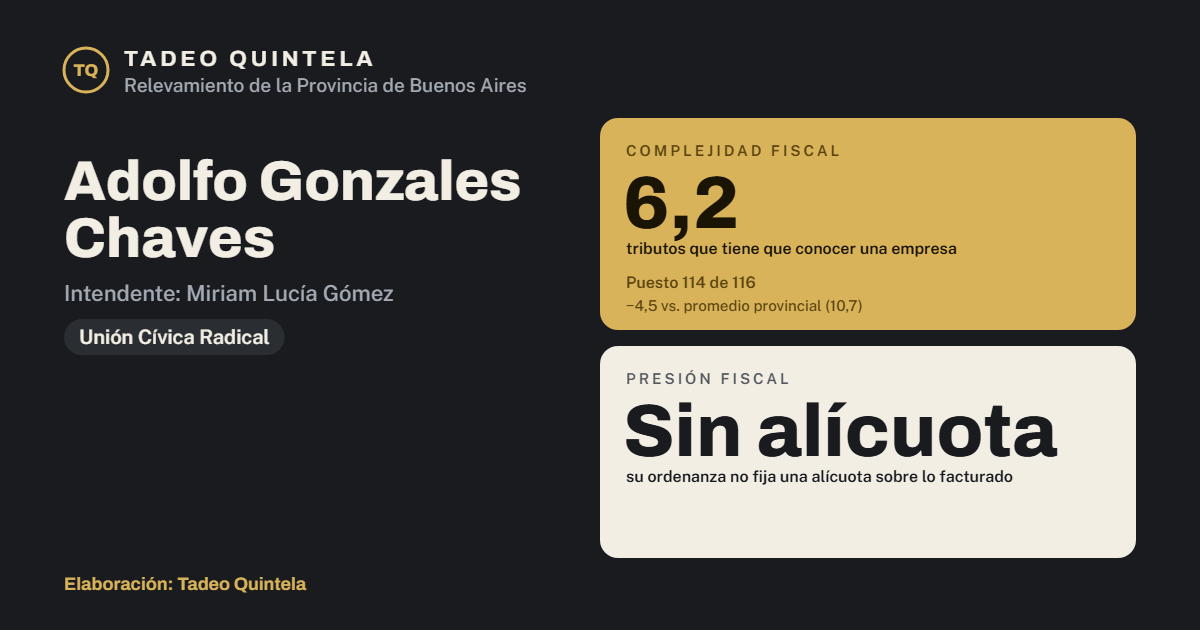 TQ
TADEO QUINTELA
Relevamiento de la Provincia de Buenos Aires
Adolfo Gonzales
Chaves
Intendente: Miriam Lucía Gómez
Unión Cívica Radical
COMPLEJIDAD FISCAL
6,2
tributos que tiene que conocer una empresa
Puesto 114 de 116
−4,5 vs. promedio provincial (10,7)
PRESIÓN FISCAL
Sin alícuota
su ordenanza no fija una alícuota sobre lo facturado
Elaboración: Tadeo Quintela